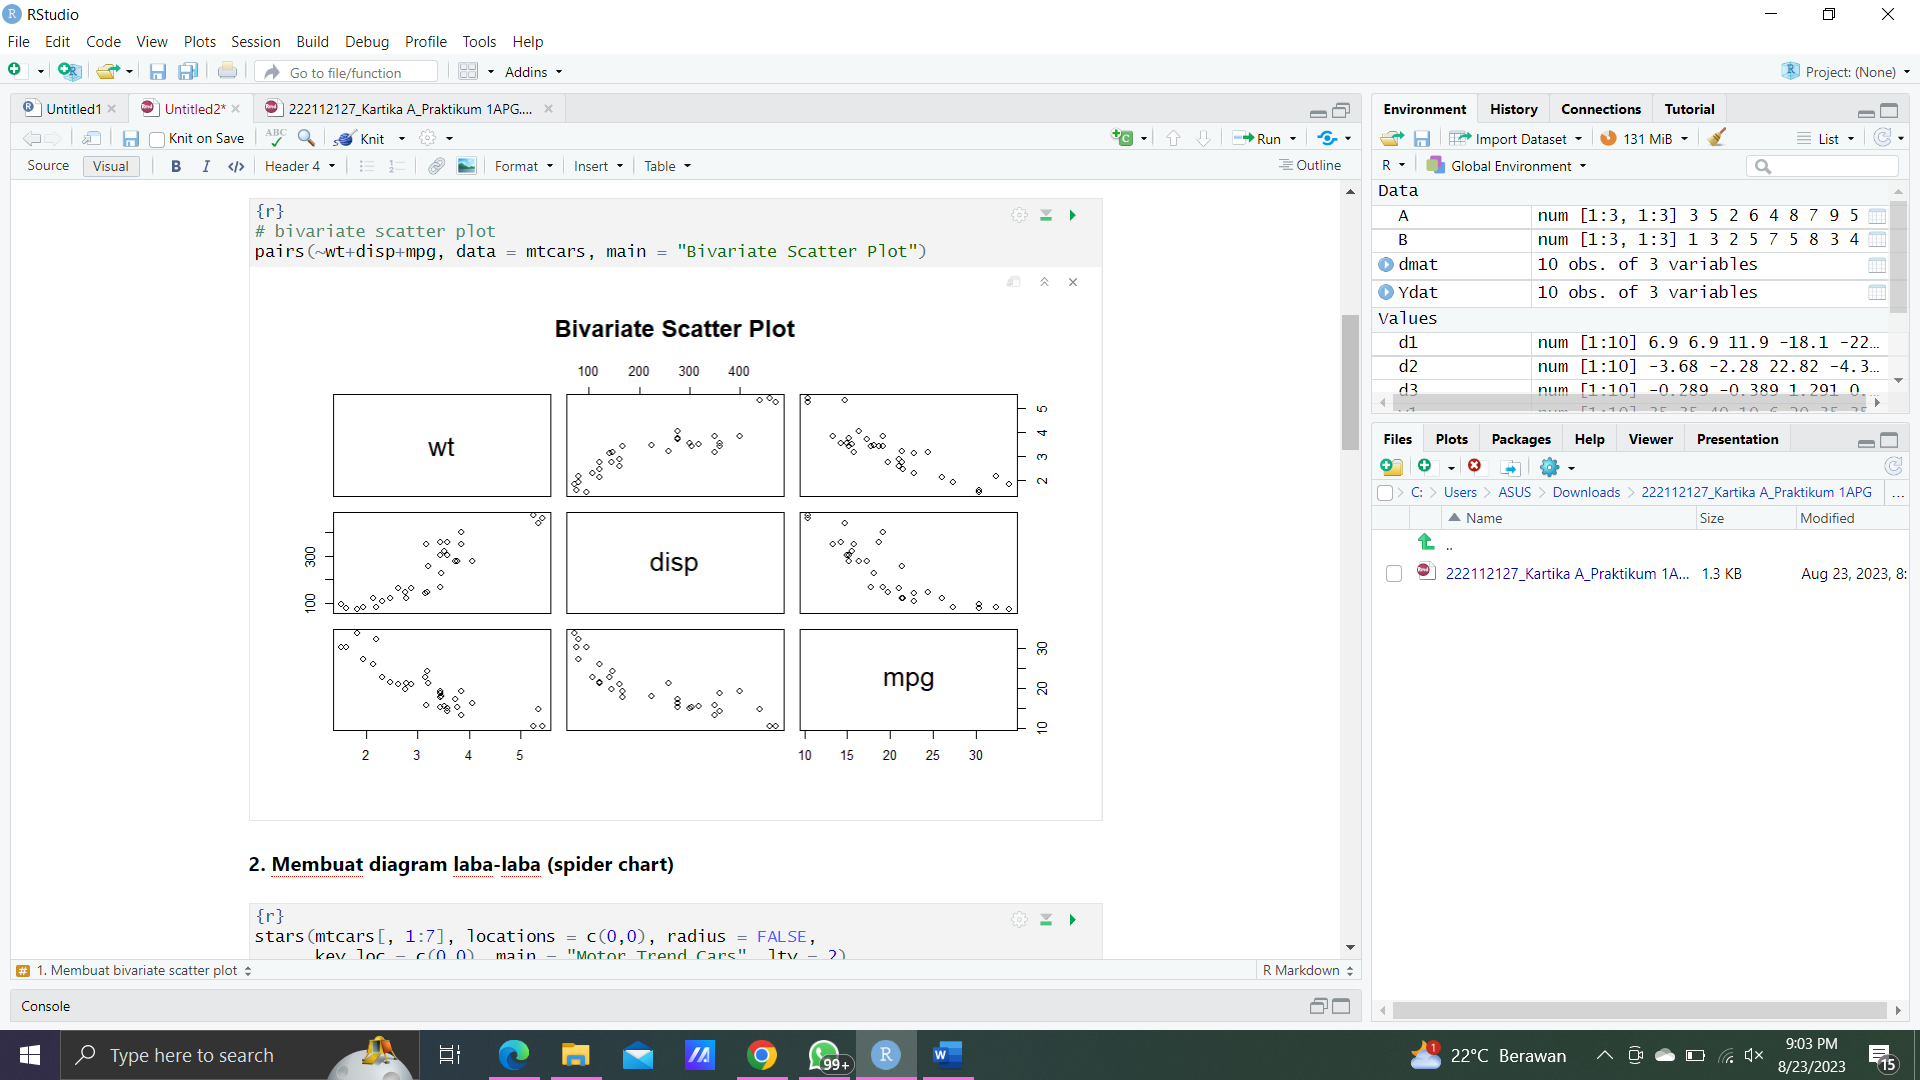 RStudio
File Edit Code View Plots Session Build Debug Profile Tools Help
Go to file/function Addins Project: (None)
Untitled1 Untitled2* 222112127_Kartika A_Praktikum 1APG....
Knit on Save ABC Knit Run
Source Visual B I </> Header 4 Format Insert Table Outline
{r}
# bivariate scatter plot
pairs(~wt+disp+mpg, data = mtcars, main = "Bivariate Scatter Plot")
Bivariate Scatter Plot
100 200 300 400
wt
2 3 4 5
disp
100 300
mpg
10 20 30
2 3 4 5
10 15 20 25 30
2. Membuat diagram laba-laba (spider chart)
{r}
stars(mtcars[, 1:7], locations = c(0,0), radius = FALSE,
key.loc = c(0,0), main = "Motor Trend Cars", lty = 2)
# 1. Membuat bivariate scatter plot R Markdown
Console
Environment History Connections Tutorial
Import Dataset 131 MiB List
R Global Environment
Data
A num [1:3, 1:3] 3 5 2 6 4 8 7 9 5
B num [1:3, 1:3] 1 3 2 5 7 5 8 3 4
dmat 10 obs. of 3 variables
Ydat 10 obs. of 3 variables
Values
d1 num [1:10] 6.9 6.9 11.9 -18.1 -22…
d2 num [1:10] -3.68 -2.28 22.82 -4.3…
d3 num [1:10] -0.289 -0.389 1.291 0.
Files Plots Packages Help Viewer Presentation
C: Users ASUS Downloads 222112127_Kartika A_Praktikum 1APG ...
Name Size Modified
..
222112127_Kartika A_Praktikum 1A... 1.3 KB Aug 23, 2023, 8:
Type here to search
99+
22°C Berawan
1
9:03 PM
8/23/2023
15